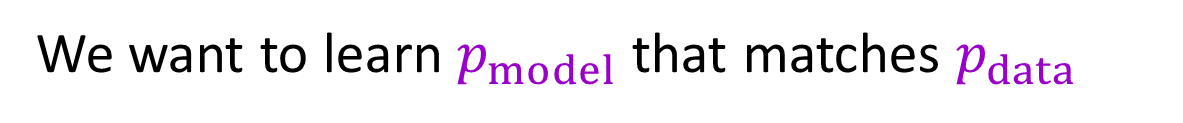 We want to learn p_model that matches p_data